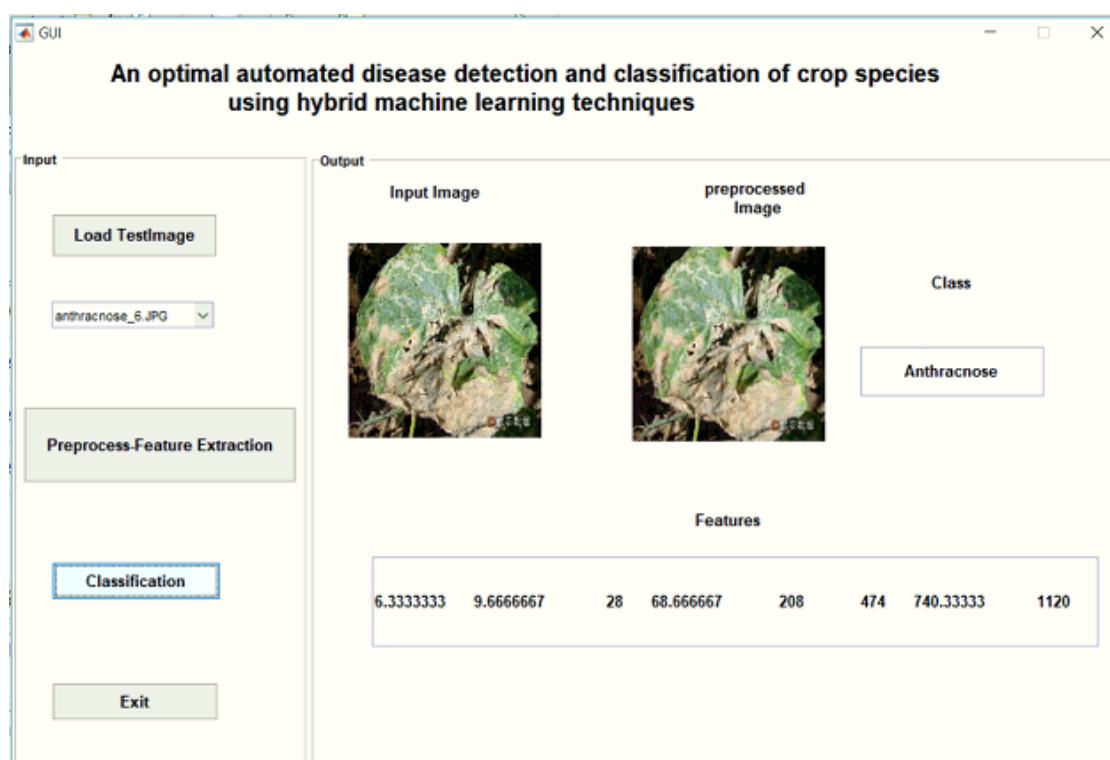 GUI
An optimal automated disease detection and classification of crop species
using hybrid machine learning techniques
Input
Load TestImage
anthracnose_6.JPG
Preprocess-Feature Extraction
Classification
Exit
Output
Input Image
preprocessed
Image
Class
Anthracnose
Features
6.3333333 9.6666667 28 68.666667 208 474 740.33333 1120